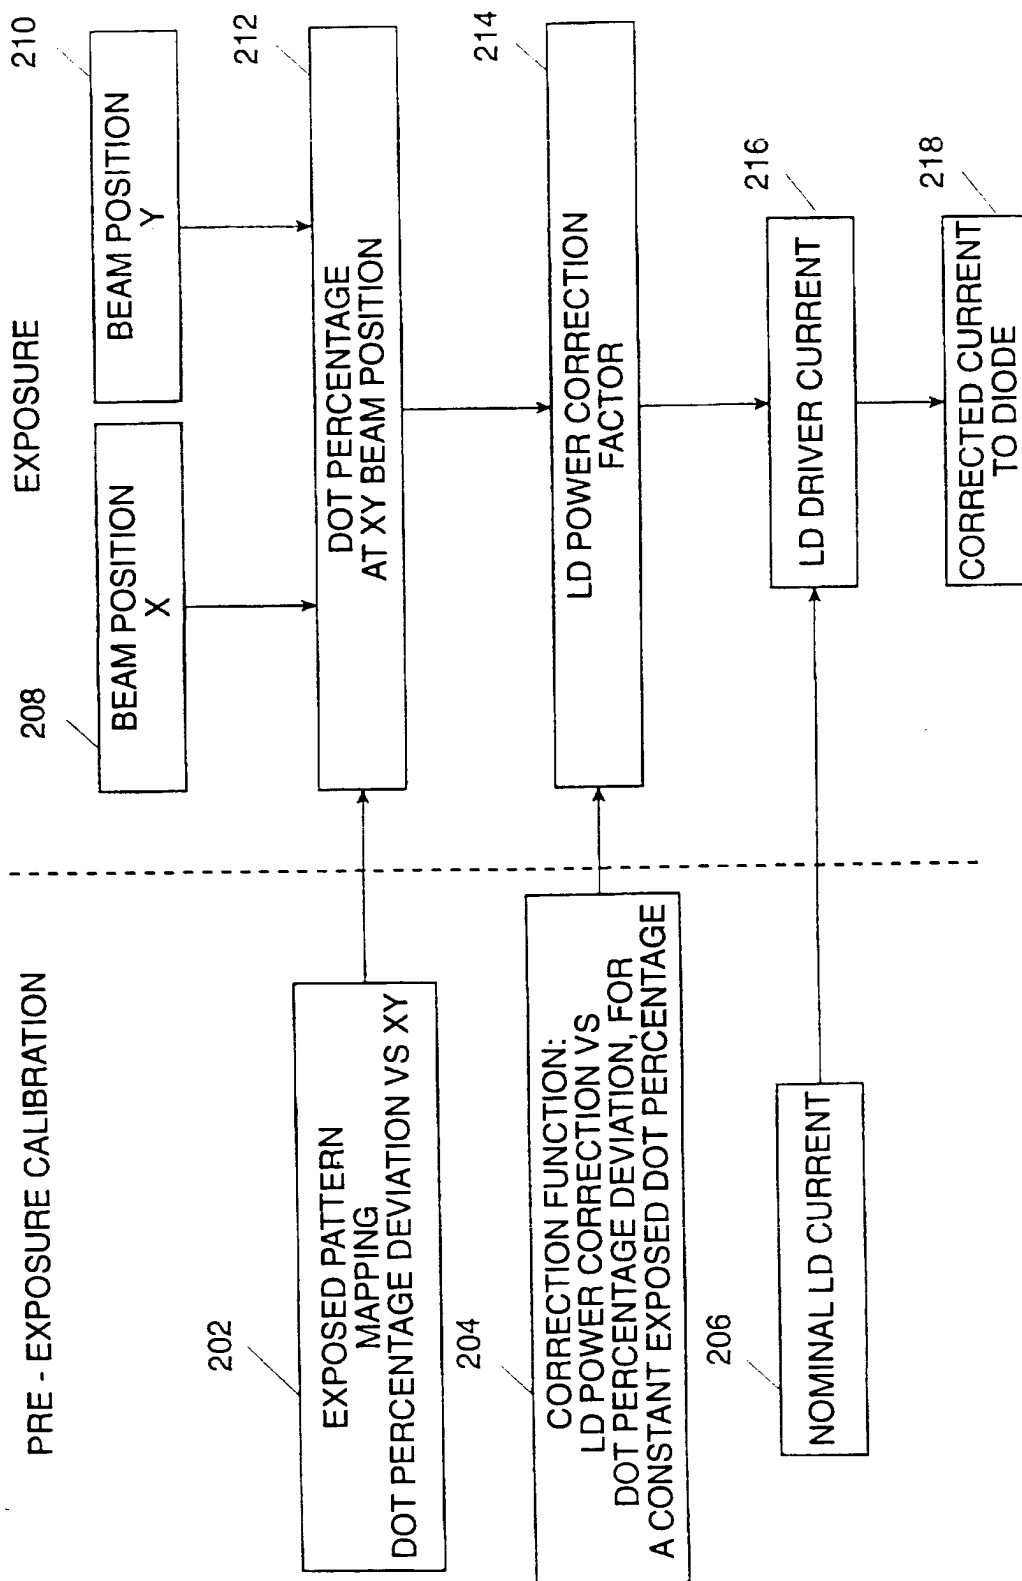 PRE - EXPOSURE CALIBRATION
202
EXPOSED PATTERN
MAPPING
DOT PERCENTAGE DEVIATION VS XY
204
CORRECTION FUNCTION:
LD POWER CORRECTION VS
DOT PERCENTAGE DEVIATION, FOR
A CONSTANT EXPOSED DOT PERCENTAGE
206
NOMINAL LD CURRENT
EXPOSURE
208
BEAM POSITION
X
210
BEAM POSITION
Y
212
DOT PERCENTAGE
AT XY BEAM POSITION
214
LD POWER CORRECTION
FACTOR
216
LD DRIVER CURRENT
218
CORRECTED CURRENT
TO DIODE